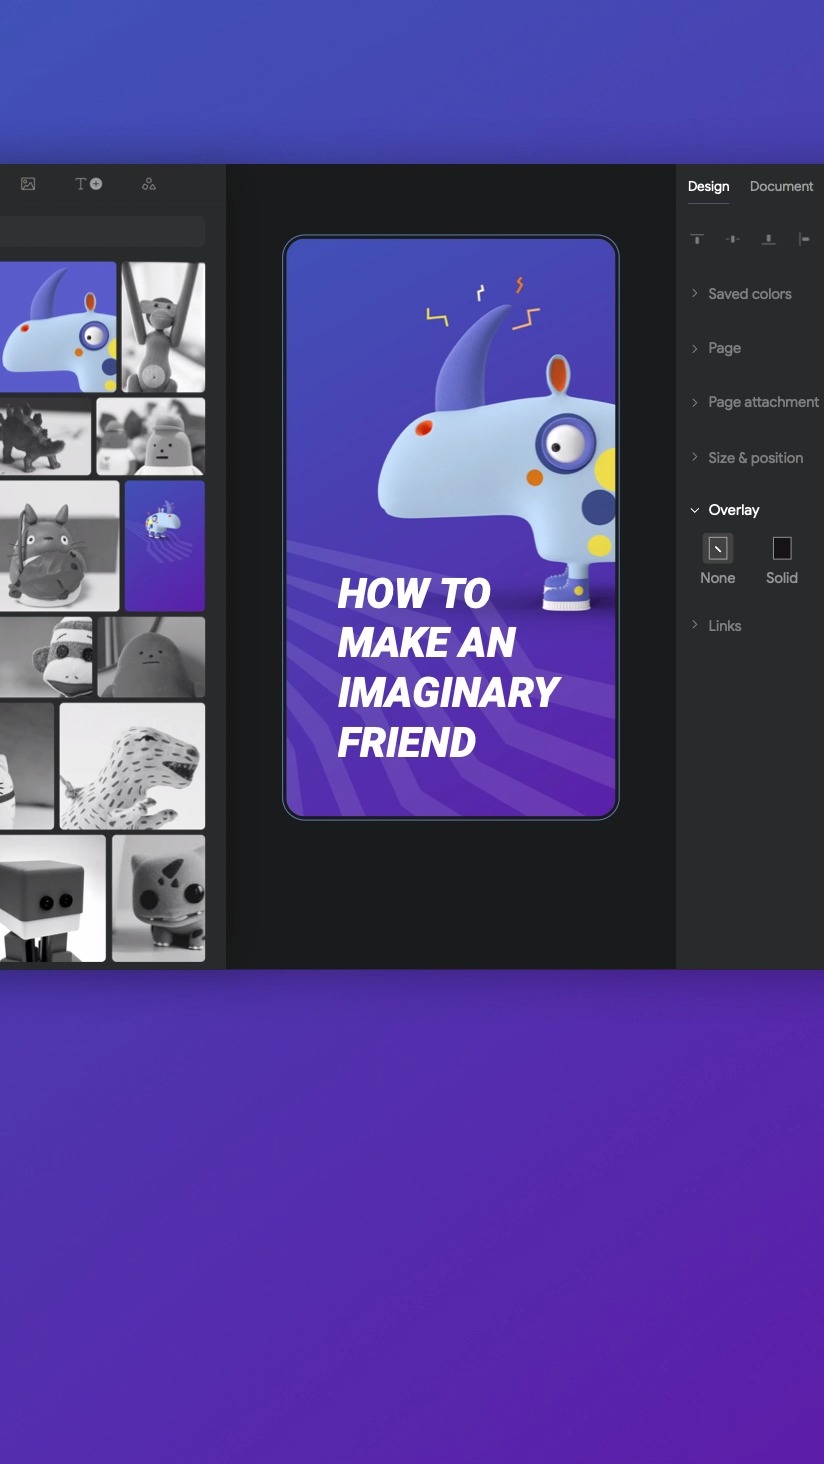 T
Design
Document
Saved colors
Page
Page attachment
Size & position
Overlay
None
Solid
Links
HOW TO
MAKE AN
IMAGINARY
FRIEND